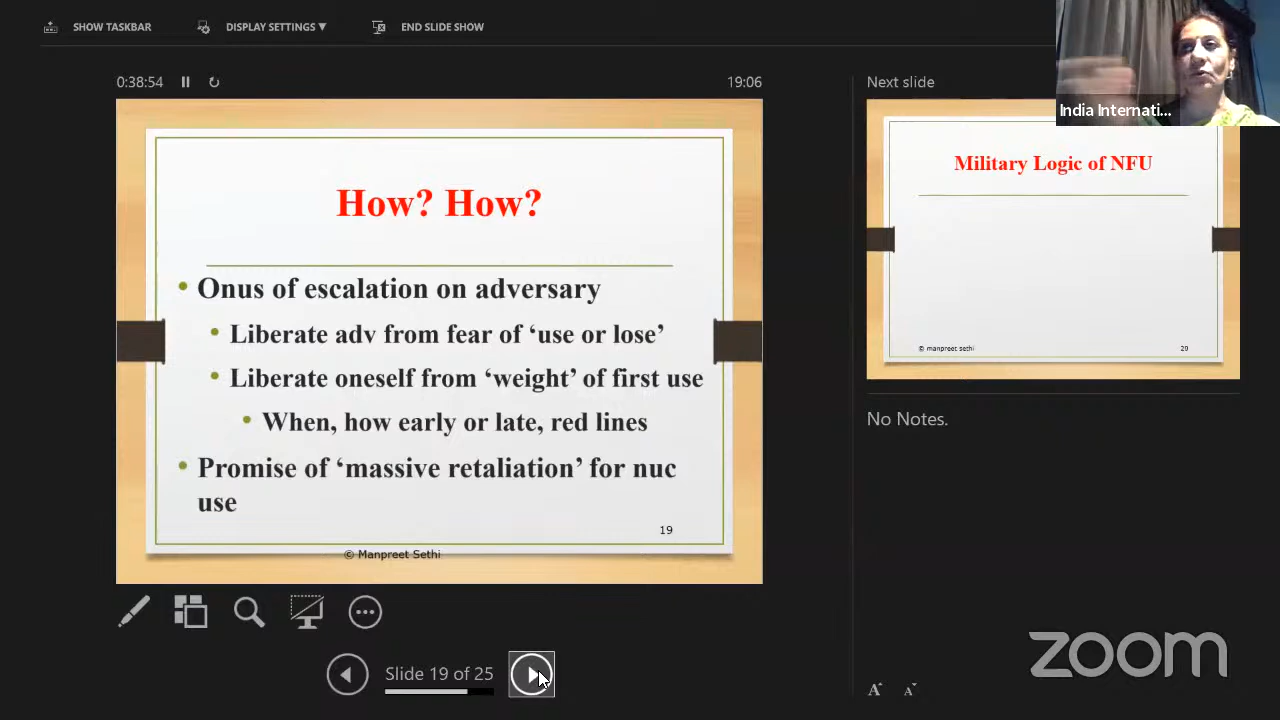 SHOW TASKBAR
DISPLAY SETTINGS ▼
END SLIDE SHOW
India Internati...
0:38:54
19:06
Next slide
How? How?
• Onus of escalation on adversary
• Liberate adv from fear of ‘use or lose’
• Liberate oneself from ‘weight’ of first use
• When, how early or late, red lines
• Promise of ‘massive retaliation’ for nuc
use
19
© Manpreet Sethi
Military Logic of NFU
© manpreet sethi
20
No Notes.
Slide 19 of 25
A A
zoom